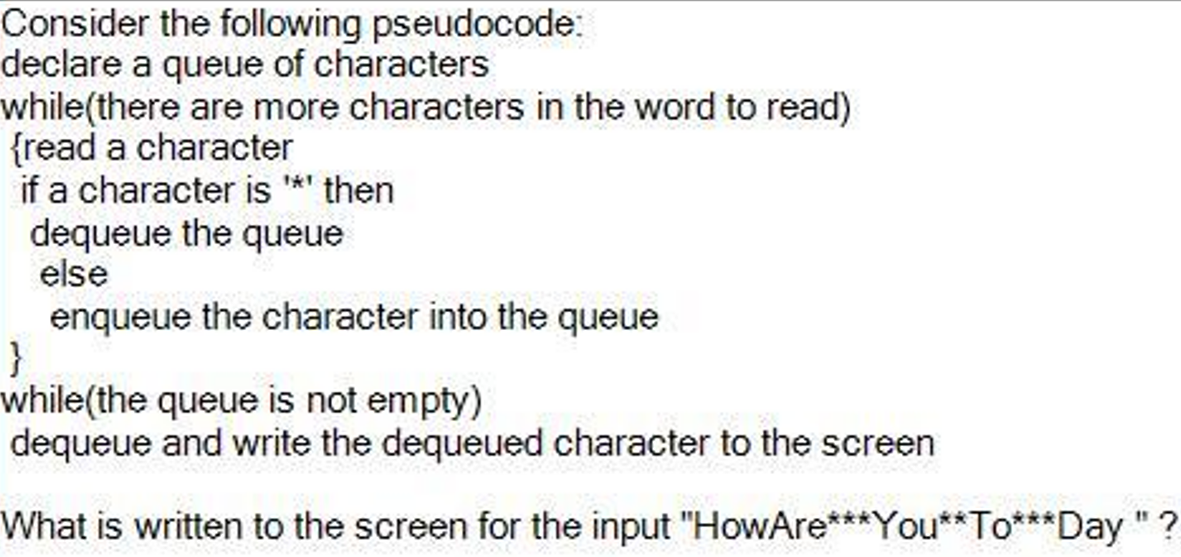 Consider the following pseudocode:
declare a queue of characters
while(there are more characters in the word to read)
{read a character
if a character is '*' then
dequeue the queue
else
enqueue the character into the queue
}
while(the queue is not empty)
dequeue and write the dequeued character to the screen
What is written to the screen for the input "HowAre***You**To***Day " ?